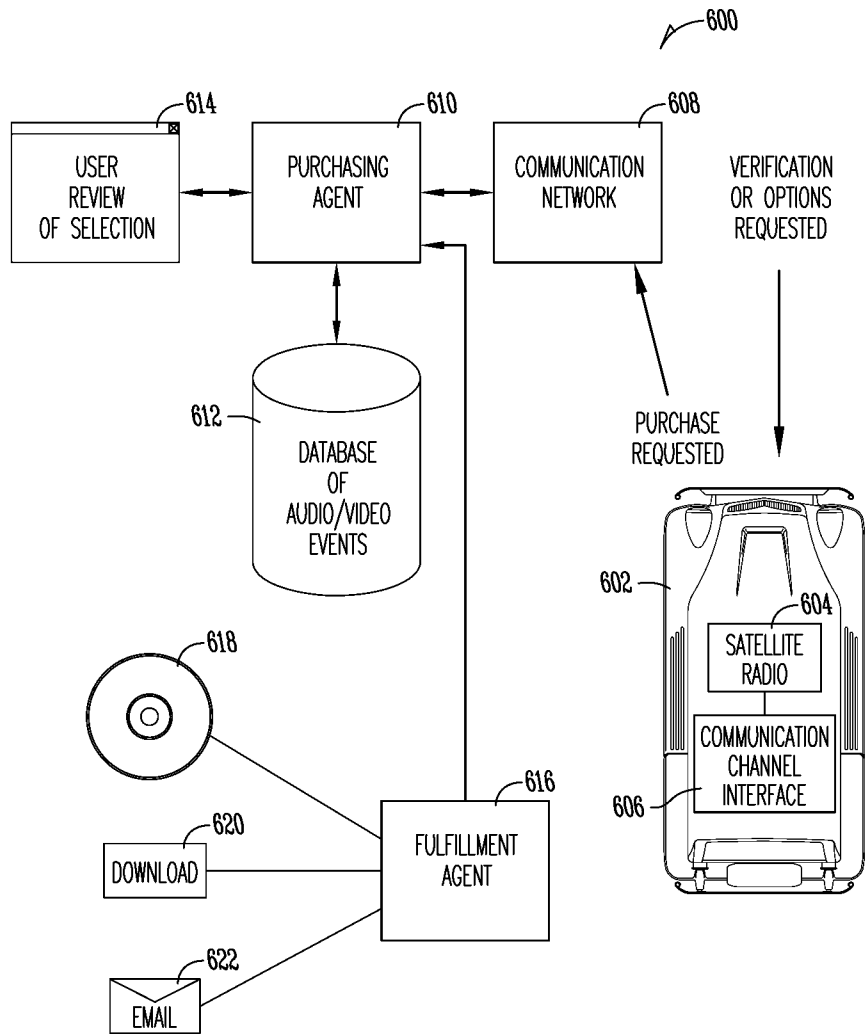 600
614
610
608
USER
REVIEW
OF SELECTION
PURCHASING
AGENT
COMMUNICATION
NETWORK
VERIFICATION
OR OPTIONS
REQUESTED
612
DATABASE
OF
AUDIO/VIDEO
EVENTS
PURCHASE
REQUESTED
602
604
SATELLITE
RADIO
COMMUNICATION
CHANNEL
INTERFACE
606
618
616
FULFILLMENT
AGENT
620
DOWNLOAD
622
EMAIL